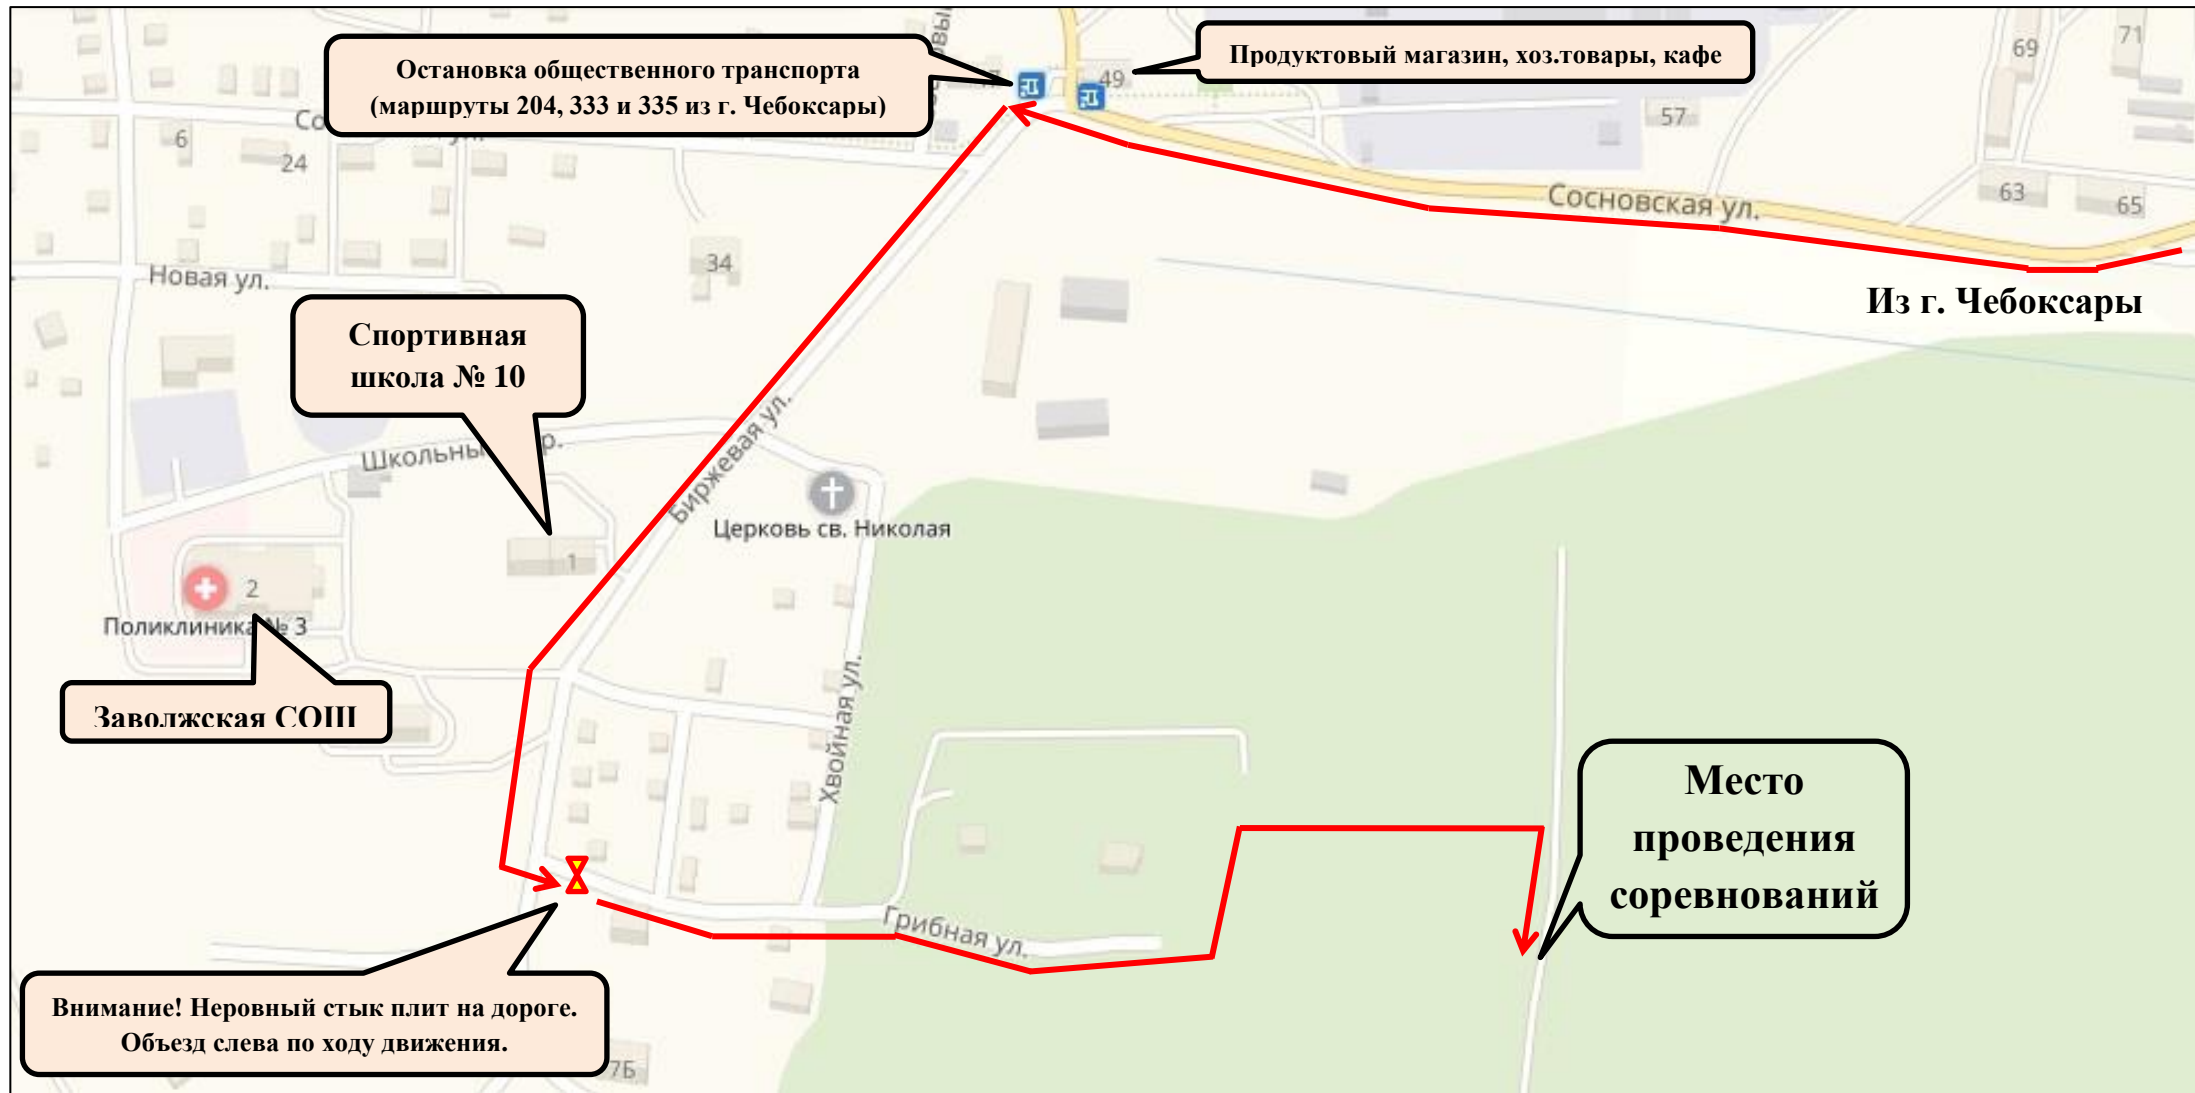 Остановка общественного транспорта
(маршруты 204, 333 и 335 из г. Чебоксары)
Продуктовый магазин, хоз.товары, кафе
49
69
71
57
6
24
Сосновская ул.
63
65
34
Новая ул.
Из г. Чебоксары
Спортивная
школа № 10
Биржевая ул.
Церковь св. Николая
1
2
Поликлиника № 3
Заволжская СОШ
Хвойная ул.
Место
проведения
соревнований
Грибная ул.
Внимание! Неровный стык плит на дороге.
Объезд слева по ходу движения.
7Б